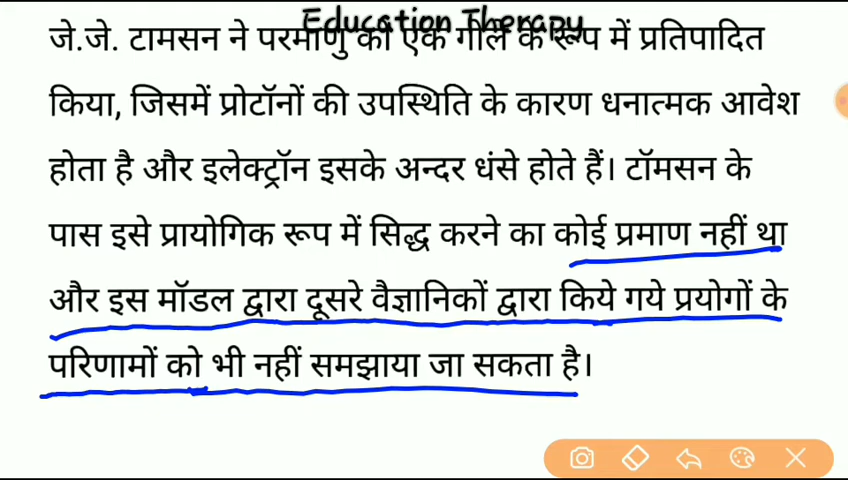 Education Therapy
जे.जे. टामसन ने परमाणु को एक गोले के रूप में प्रतिपादित
किया, जिसमें प्रोटॉनों की उपस्थिति के कारण धनात्मक आवेश
होता है और इलेक्ट्रॉन इसके अन्दर धंसे होते हैं। टॉमसन के
पास इसे प्रायोगिक रूप में सिद्ध करने का कोई प्रमाण नहीं था
और इस मॉडल द्वारा दूसरे वैज्ञानिकों द्वारा किये गये प्रयोगों के
परिणामों को भी नहीं समझाया जा सकता है।